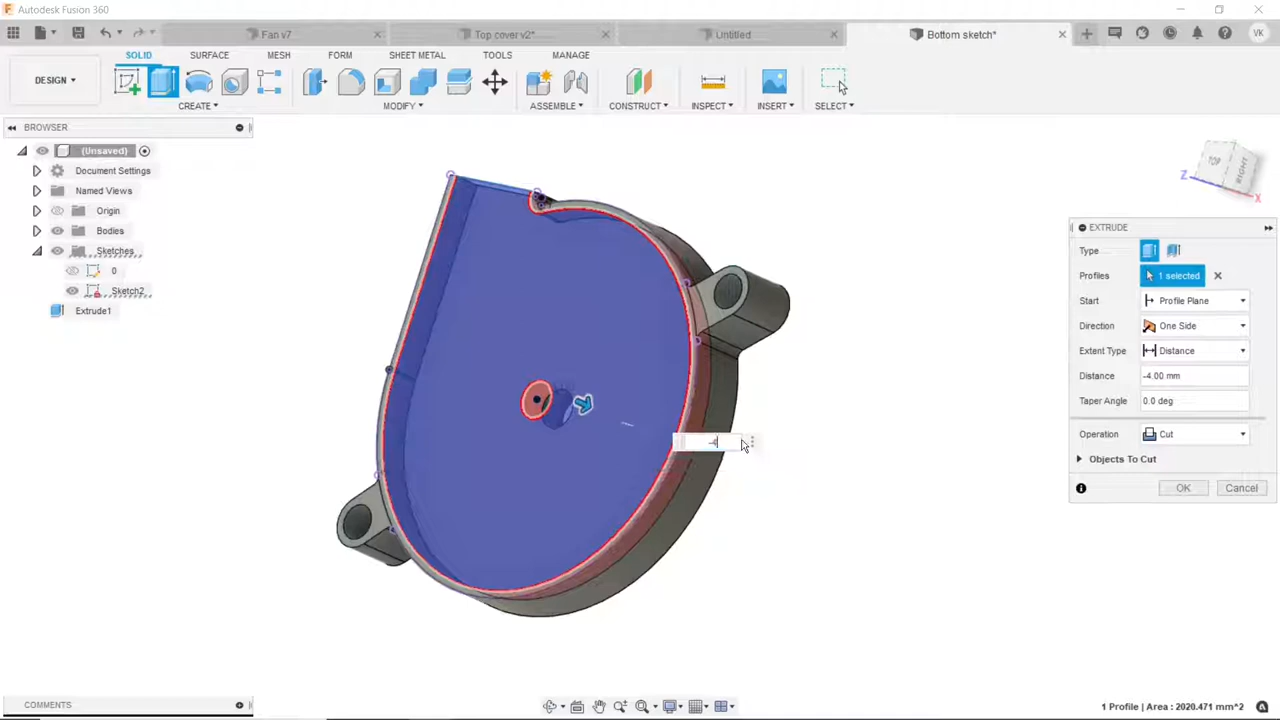 Autodesk Fusion 360
Fan v7
Top cover v2*
Untitled
Bottom sketch*
VK
SOLID
SURFACE
MESH
FORM
SHEET METAL
TOOLS
MANAGE
DESIGN
CREATE
MODIFY
ASSEMBLE
CONSTRUCT
INSPECT
INSERT
SELECT
BROWSER
(Unsaved)
Document Settings
Named Views
Origin
Bodies
Sketches
0
Sketch2
Extrude1
TOP
RIGHT
Z
X
EXTRUDE
Type
Profiles 1 selected
Start Profile Plane
Direction One Side
Extent Type Distance
Distance -4.00 mm
Taper Angle 0.0 deg
Operation Cut
Objects To Cut
OK Cancel
COMMENTS
1 Profile | Area : 2020.471 mm^2